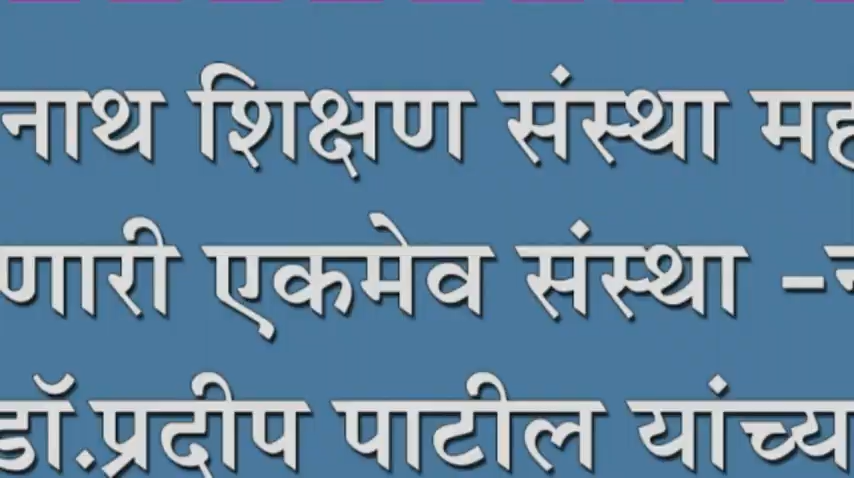 नाथ शिक्षण संस्था मह
णारी एकमेव संस्था -न
डॉ.प्रदीप पाटील यांच्य